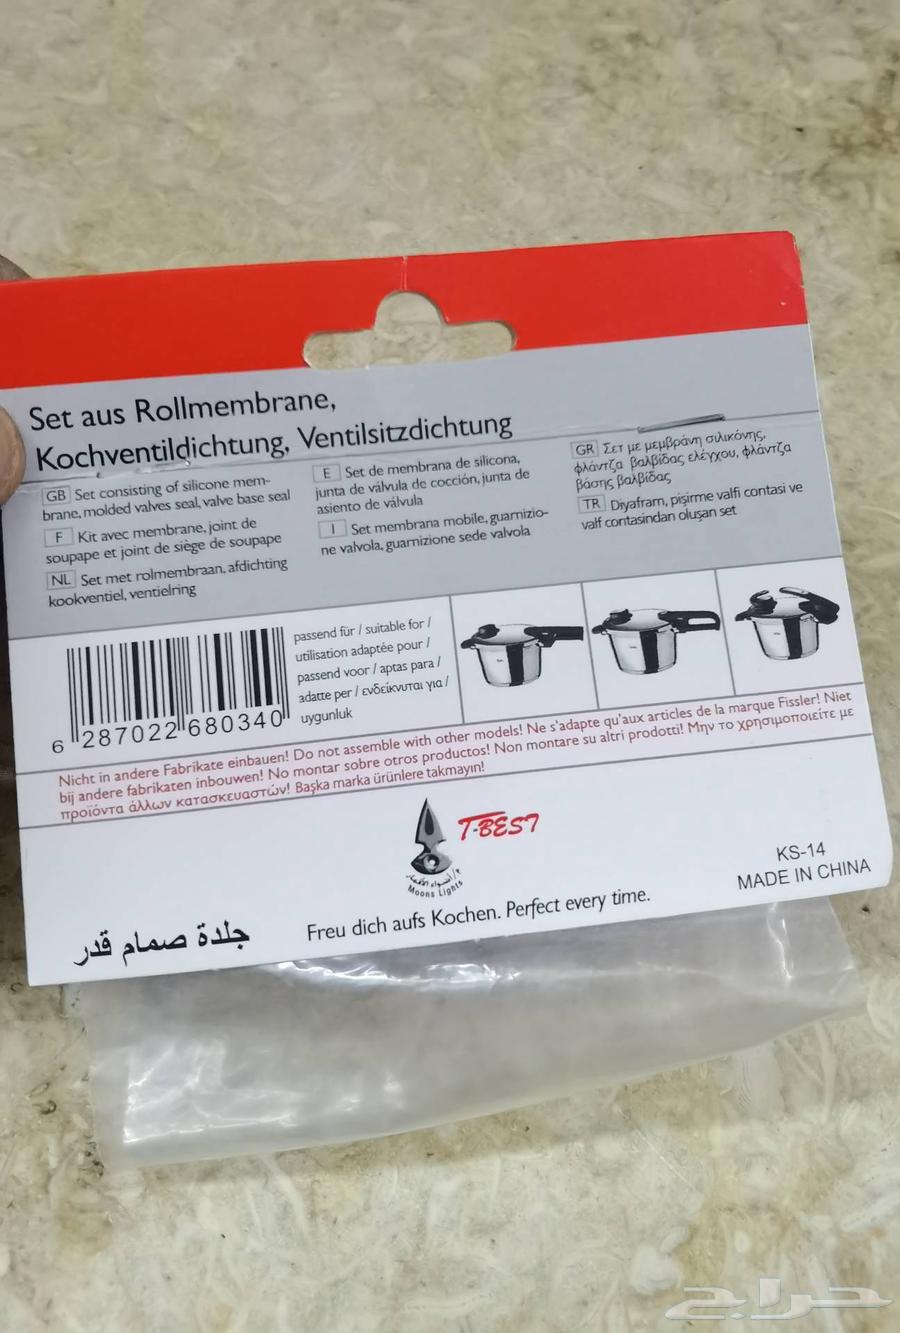 Set aus Rollmembrane,
Kochventildichtung, Ventilsitzdichtung
GB Set consisting of silicone mem-
brane, molded valves seal, valve base seal
F Kit avec membrane, joint de
soupape et joint de siège de soupape
NL Set met rolmembraan, afdichting
kookventiel, ventielring
E Set de membrana de silicona,
junta de válvula de cocción, junta de
asiento de válvula
I Set membrana mobile, guarnizio-
ne valvola, guarnizione sede valvola
GR Σετ με μεμβράνη σιλικόνης,
φλάντζα βαλβίδας ελέγχου, φλάντζα
βάσης βαλβίδας
TR Diyafram, pişirme valfi contasi ve
valf contasindan oluşan set
6 287022 680340
passend für / suitable for /
utilisation adaptée pour /
passend voor / aptas para /
adatte per / ενδείκνυται για /
uygunluk
Nicht in andere Fabrikate einbauen! Do not assemble with other models! Ne s'adapte qu'aux articles de la marque Fissler! Niet
bij andere fabrikaten inbouwen! No montar sobre otros productos! Non montare su altri prodotti! Μην το χρησιμοποιείτε με
προϊόντα άλλων κατασκευαστών! Başka marka ürünlere takmayın!
T-BEST
م/أضواء الأقمار
Moons Lights
KS-14
MADE IN CHINA
Freu dich aufs Kochen. Perfect every time.
جلدة صمام قدر
حراج